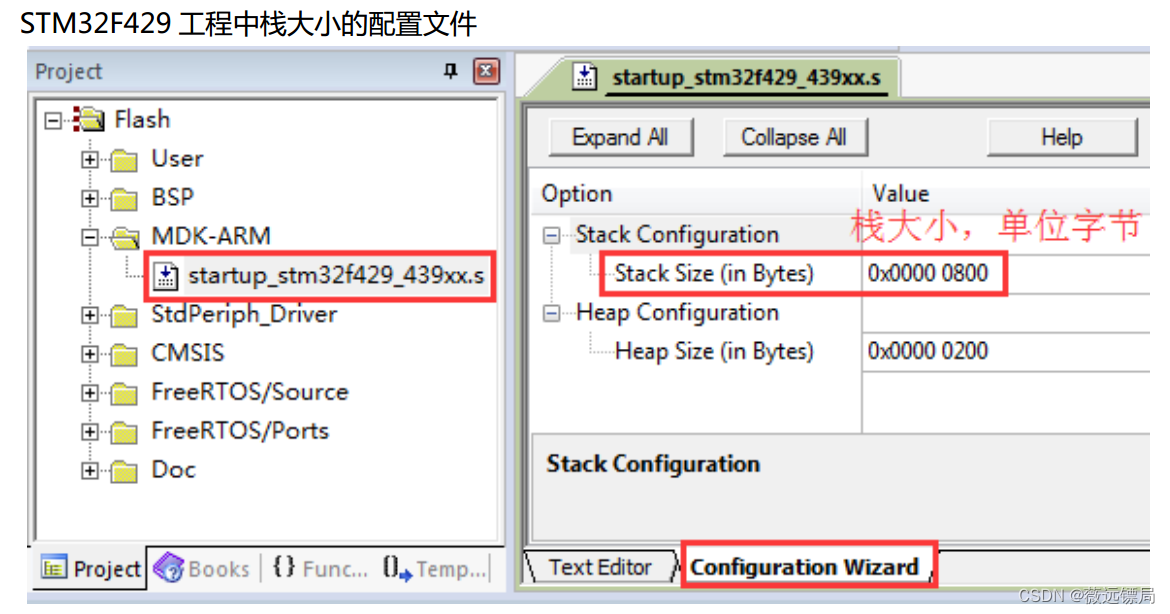 STM32F429 工程中栈大小的配置文件
Project
Flash
User
BSP
MDK-ARM
startup_stm32f429_439xx.s
StdPeriph_Driver
CMSIS
FreeRTOS/Source
FreeRTOS/Ports
Doc
Project Books {} Func... Temp...
startup_stm32f429_439xx.s
Expand All Collapse All Help
Option Value
栈大小，单位字节
Stack Configuration
Stack Size (in Bytes) 0x0000 0800
Heap Configuration
Heap Size (in Bytes) 0x0000 0200
Stack Configuration
Text Editor Configuration Wizard
CSDN @薇远镖局